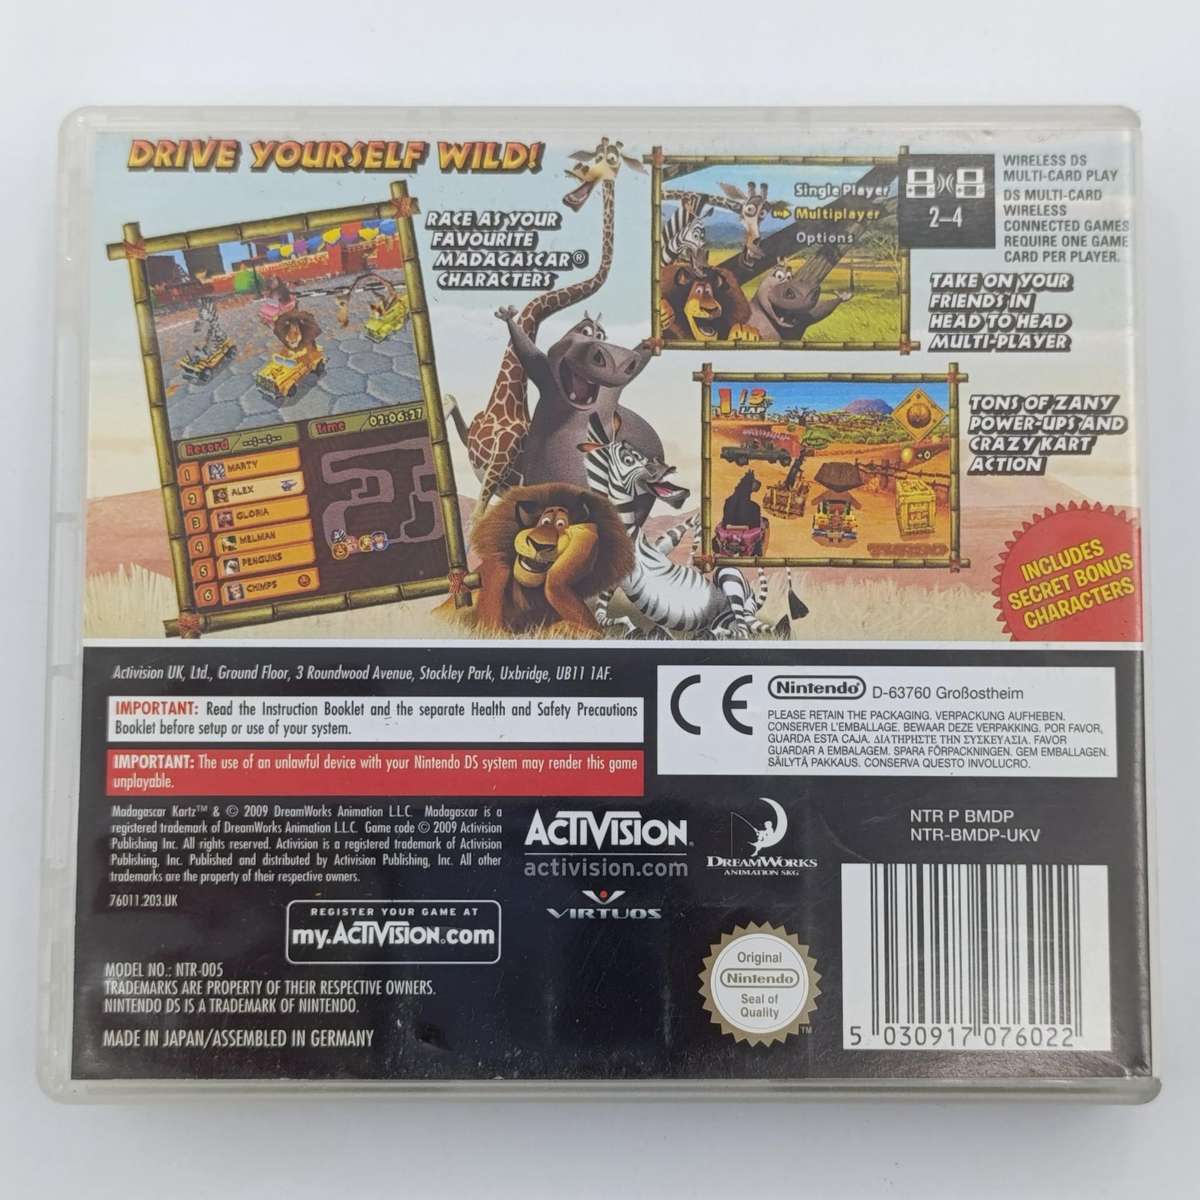 DRIVE YOURSELF WILD!
RACE AS YOUR
FAVOURITE
MADAGASCAR®
CHARACTERS
02:06:27
Record --:--:--
Time
1 MARTY
2 ALEX
3 GLORIA
4 MELMAN
5 PENGUINS
6 CHIMPS
Single Player
Multiplayer
Options
2–4
WIRELESS DS
MULTI-CARD PLAY
DS MULTI-CARD
WIRELESS
CONNECTED GAMES
REQUIRE ONE GAME
CARD PER PLAYER.
TAKE ON YOUR
FRIENDS IN
HEAD TO HEAD
MULTI-PLAYER
1/3
LAP
TONS OF ZANY
POWER-UPS AND
CRAZY KART
ACTION
INCLUDES
SECRET BONUS
CHARACTERS
Activision UK, Ltd., Ground Floor, 3 Roundwood Avenue, Stockley Park, Uxbridge, UB11 1AF.
IMPORTANT: Read the Instruction Booklet and the separate Health and Safety Precautions
Booklet before setup or use of your system.
IMPORTANT: The use of an unlawful device with your Nintendo DS system may render this game
unplayable.
CE
Nintendo D-63760 Großostheim
PLEASE RETAIN THE PACKAGING. VERPACKUNG AUFHEBEN.
CONSERVER L'EMBALLAGE. BEWAAR DEZE VERPAKKING. POR FAVOR,
GUARDA ESTA CAJA. ΔΙΑΤΗΡΗΣΤΕ ΤΗΝ ΣΥΣΚΕΥΑΣΙΑ. FAVOR
GUARDAR A EMBALAGEM. SPARA FÖRPACKNINGEN. GEM EMBALLAGEN.
SÄILYTÄ PAKKAUS. CONSERVA QUESTO INVOLUCRO.
Madagascar Kartz™ & © 2009 DreamWorks Animation L.L.C. Madagascar is a
registered trademark of DreamWorks Animation L.L.C. Game code © 2009 Activision
Publishing Inc. All rights reserved. Activision is a registered trademark of Activision
Publishing, Inc. Published and distributed by Activision Publishing, Inc. All other
trademarks are the property of their respective owners.
76011.203.UK
REGISTER YOUR GAME AT
my.ACTIVISION.com
ACTIVISION®
activision.com
VIRTUOS
DREAMWORKS
ANIMATION SKG
NTR P BMDP
NTR-BMDP-UKV
MODEL NO.: NTR-005
TRADEMARKS ARE PROPERTY OF THEIR RESPECTIVE OWNERS.
NINTENDO DS IS A TRADEMARK OF NINTENDO.
MADE IN JAPAN/ASSEMBLED IN GERMANY
Original
Nintendo
Seal of
Quality
TM
5 030917 076022